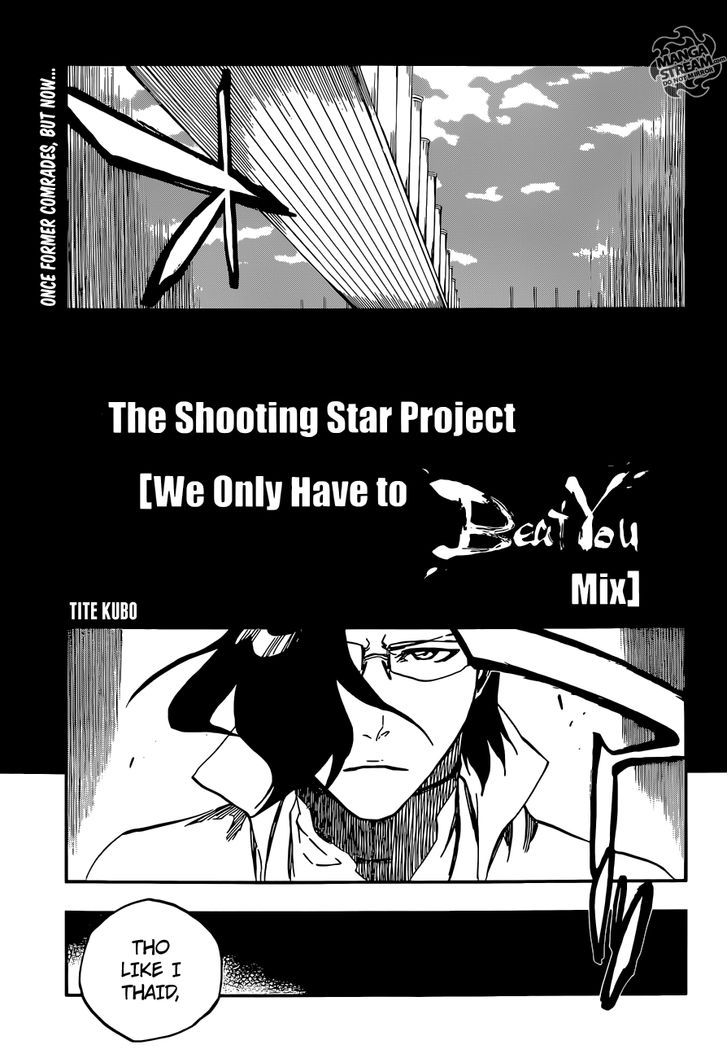 MANGA
STREAM.com
DO NOT MIRROR!
ONCE FORMER COMRADES, BUT NOW...
The Shooting Star Project
[We Only Have to Beat You
Mix]
TITE KUBO
THO
LIKE I
THAID,